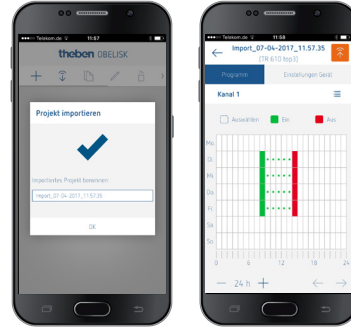 Telekom.de
11:57
theben OBELISK
Projekt importieren
Importiertes Projekt benennen:
Import_07-04-2017_11.57.35
OK
Telekom.de
11:58
Import_07-04-2017_11.57.35
[TR 610 top3]
Programm
Einstellungen Gerät
Kanal 1
Auswählen
Ein
Aus
Mo
Di
Mi
Do
Fr
Sa
So
0 6 12 18 24
24 h